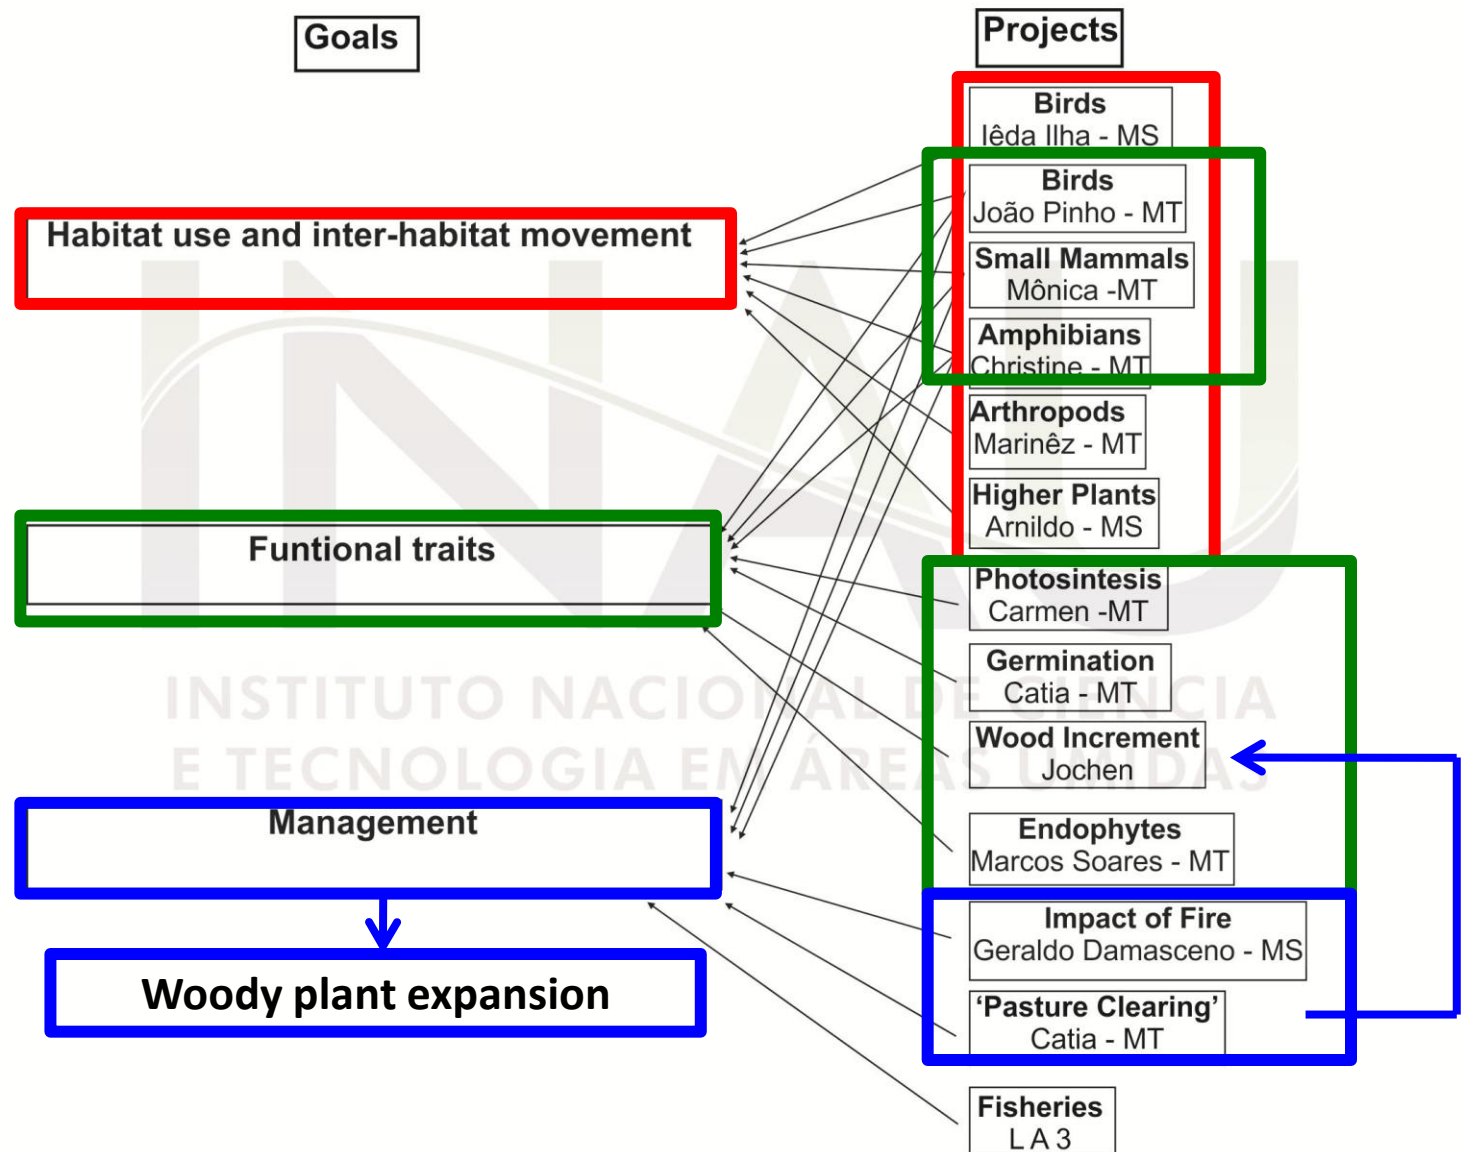 Goals
Projects
Birds
Iêda Ilha - MS
Birds
João Pinho - MT
Habitat use and inter-habitat movement
Small Mammals
Mônica -MT
Amphibians
Christine - MT
Arthropods
Marinêz - MT
Higher Plants
Arnildo - MS
Funtional traits
Photosintesis
Carmen -MT
Germination
Catia - MT
INAU
INSTITUTO NACIONAL DE CIÊNCIA
E TECNOLOGIA EM ÁREAS ÚMIDAS
Wood Increment
Jochen
Management
Endophytes
Marcos Soares - MT
Impact of Fire
Geraldo Damasceno - MS
Woody plant expansion
‘Pasture Clearing’
Catia - MT
Fisheries
L A 3